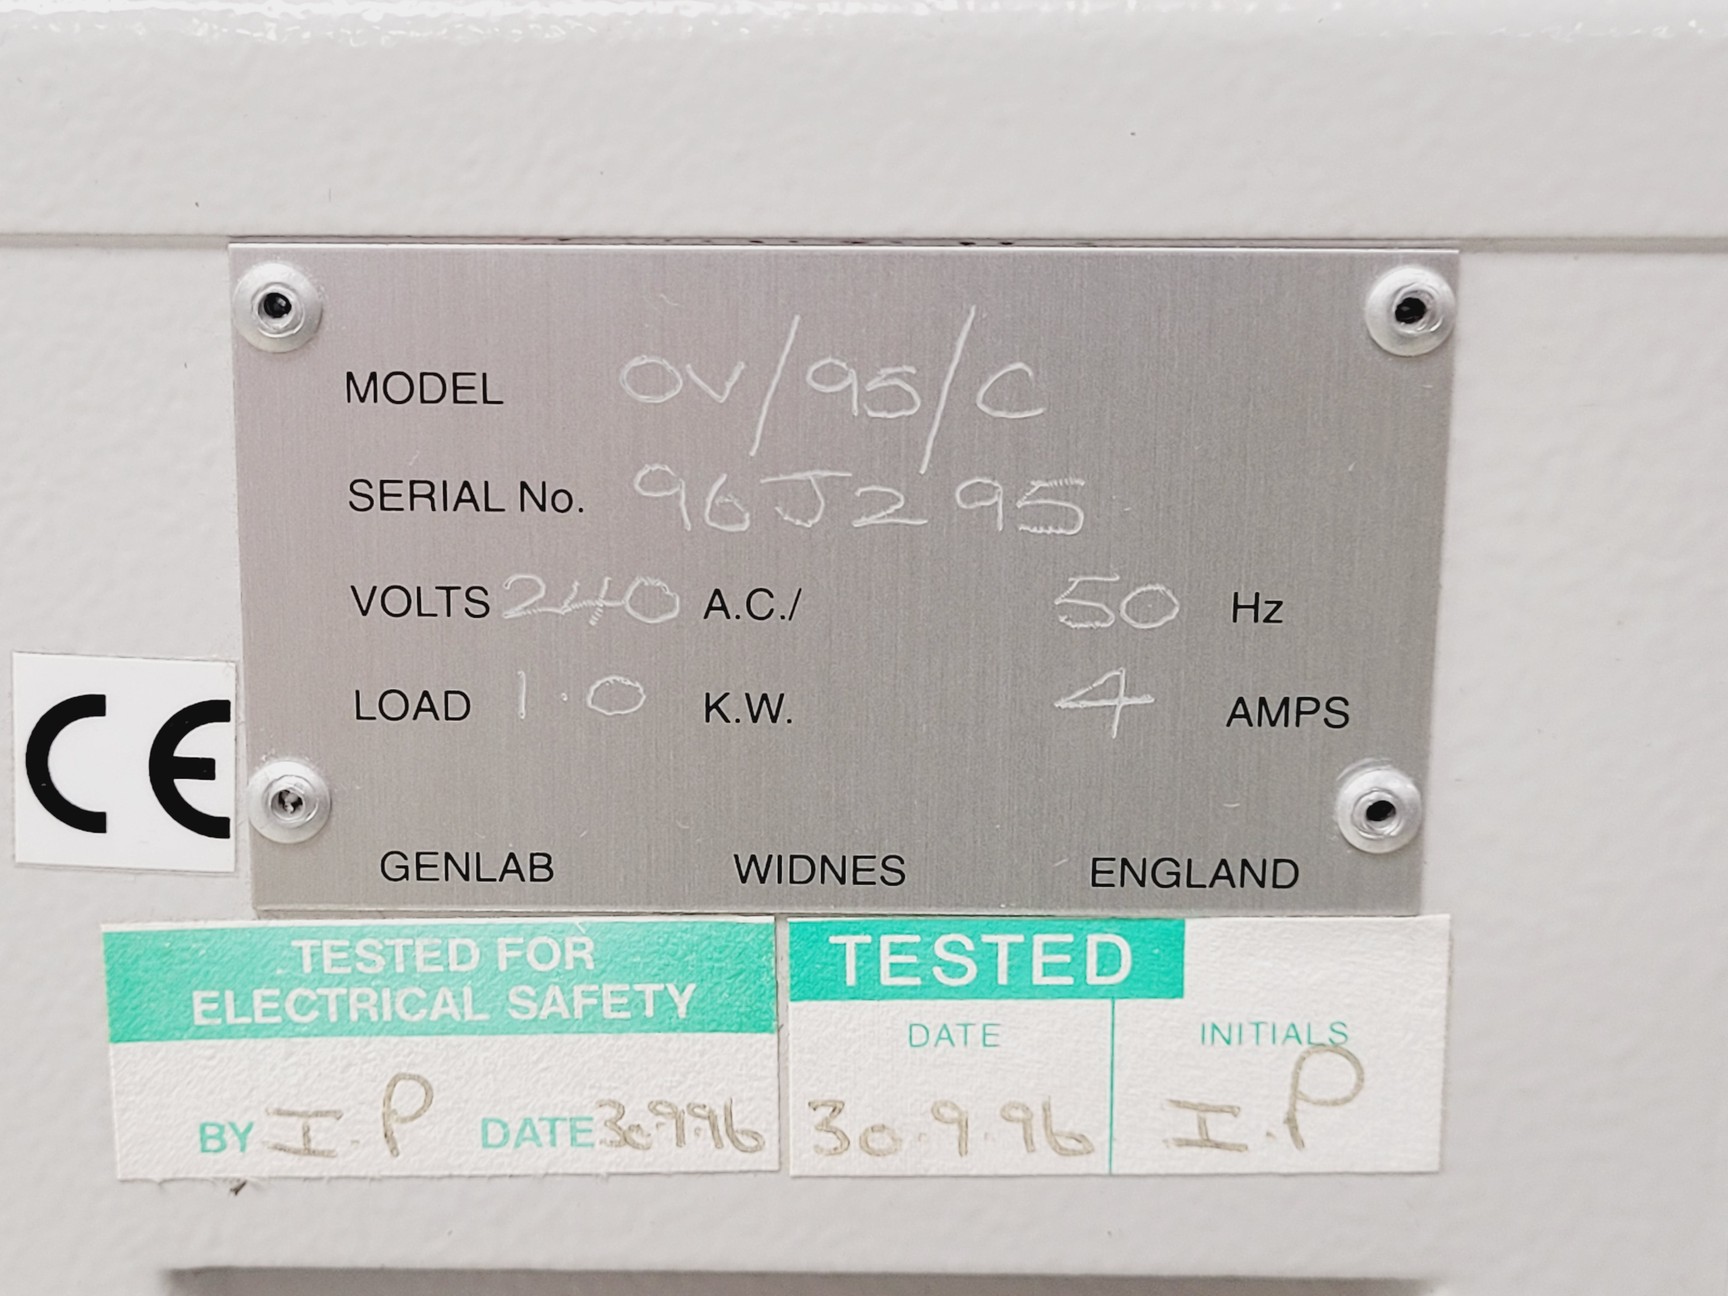 MODEL OV/95/C
SERIAL No. 96J295
VOLTS 240 A.C./ 50 Hz
LOAD 1.0 K.W. 4 AMPS
GENLAB WIDNES ENGLAND
CE
TESTED FOR
ELECTRICAL SAFETY
BY I.P DATE 30.9.96
TESTED
DATE INITIALS
30.9.96 I.P